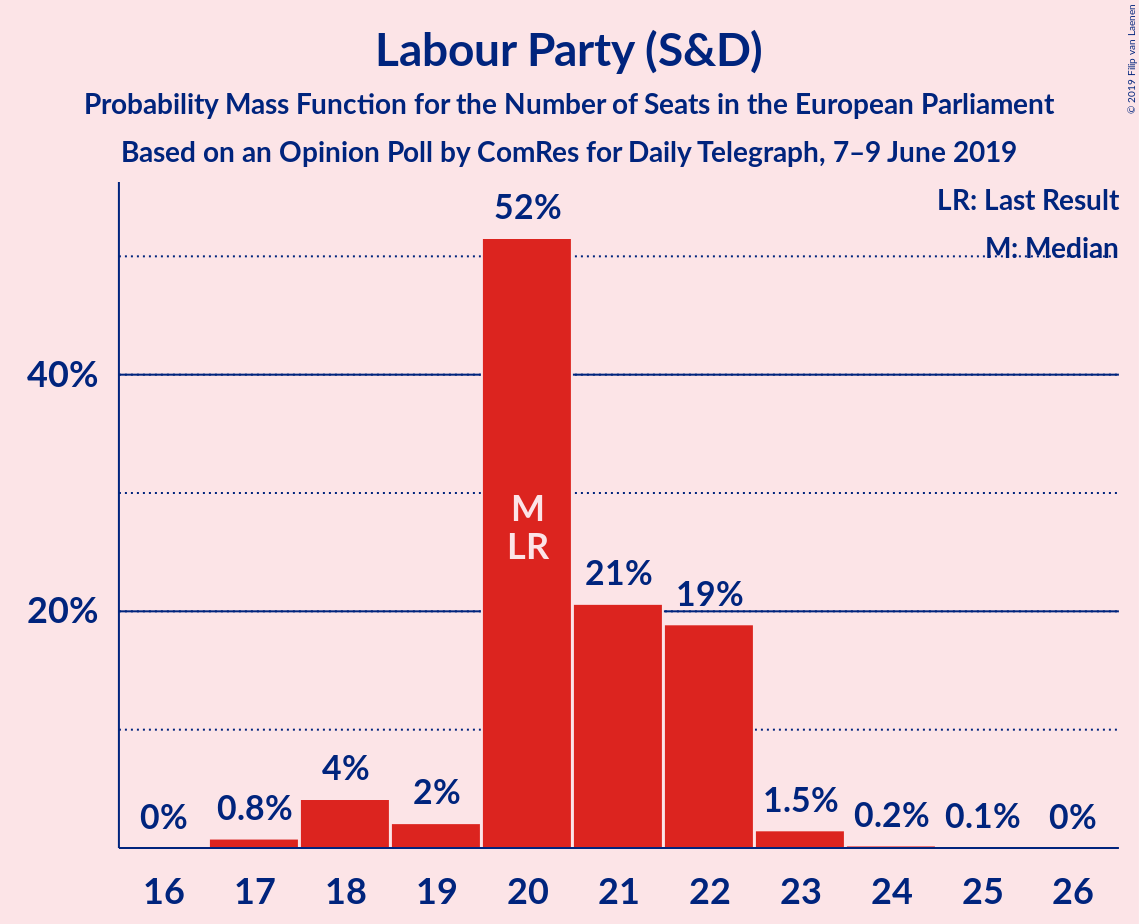 Labour Party (S&D)
Probability Mass Function for the Number of Seats in the European Parliament
Based on an Opinion Poll by ComRes for Daily Telegraph, 7–9 June 2019
© 2019 Filip van Laenen
LR: Last Result
M: Median
40%
20%
0%
0.8%
4%
2%
52%
21%
19%
1.5%
0.2%
0.1%
0%
M
LR
16 17 18 19 20 21 22 23 24 25 26